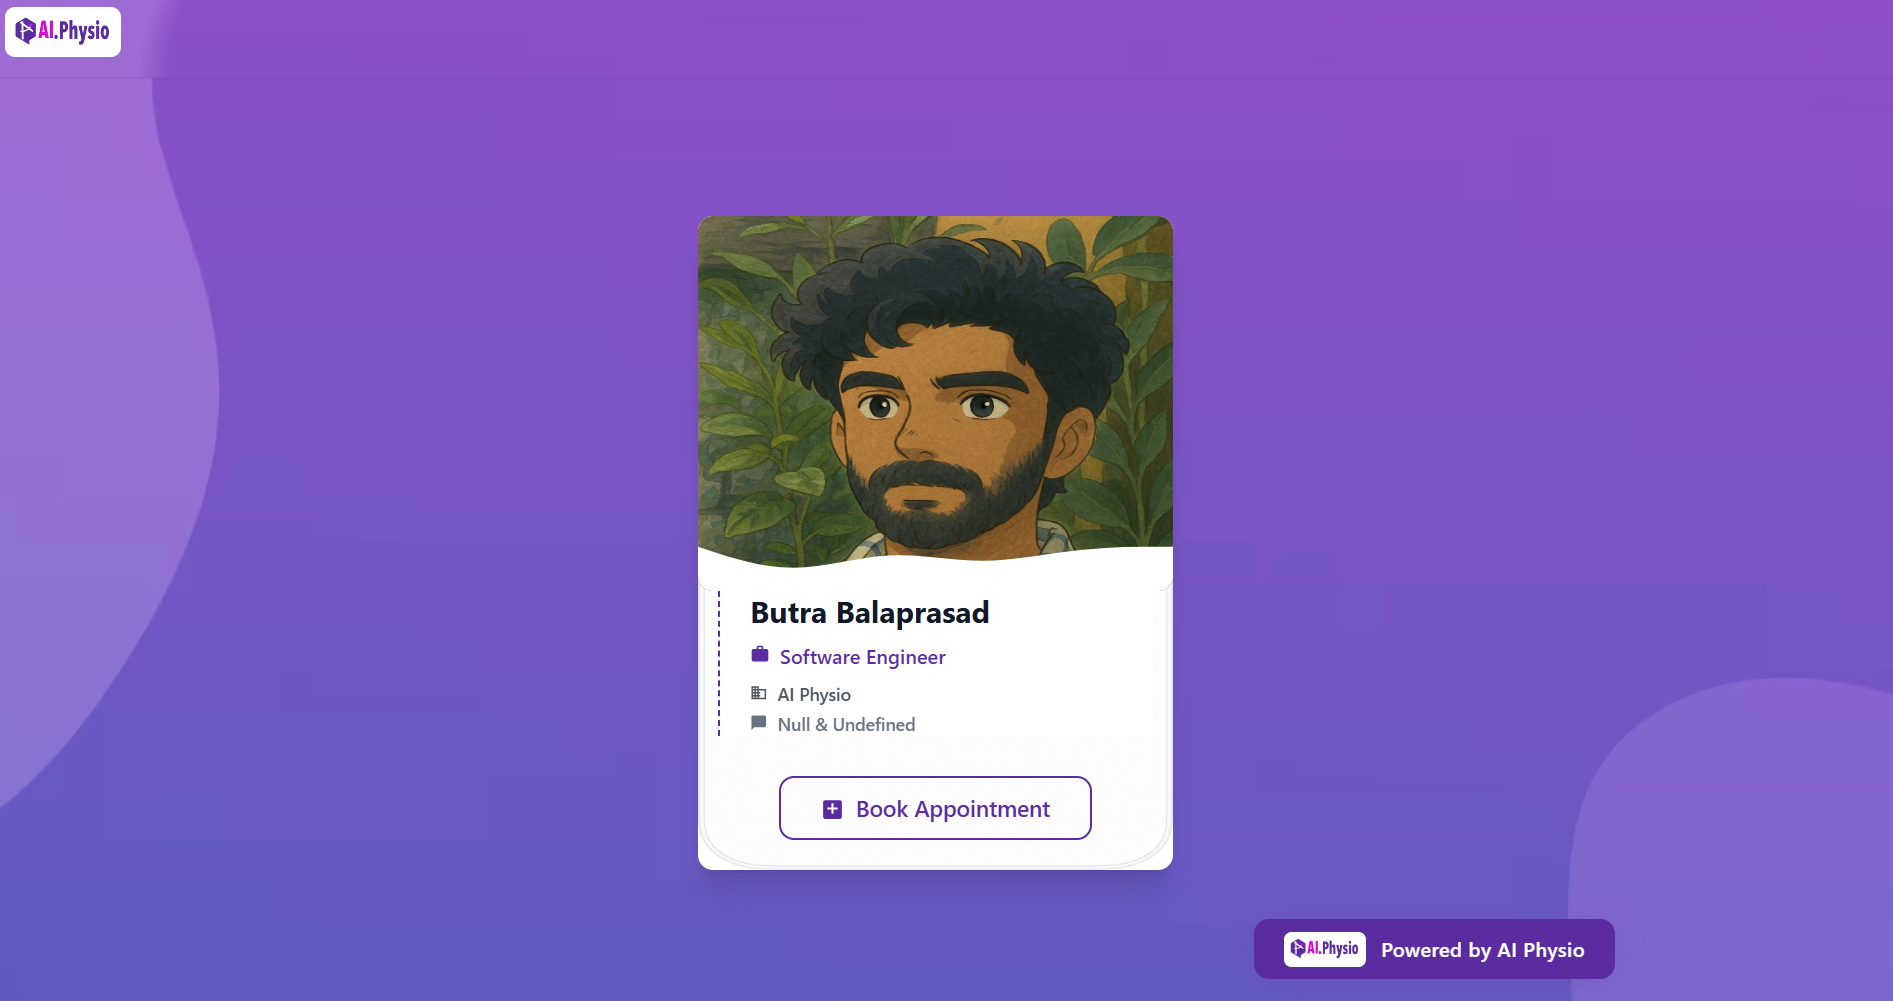 AI.Physio
Butra Balaprasad
Software Engineer
AI Physio
Null & Undefined
Book Appointment
AI.Physio Powered by AI Physio